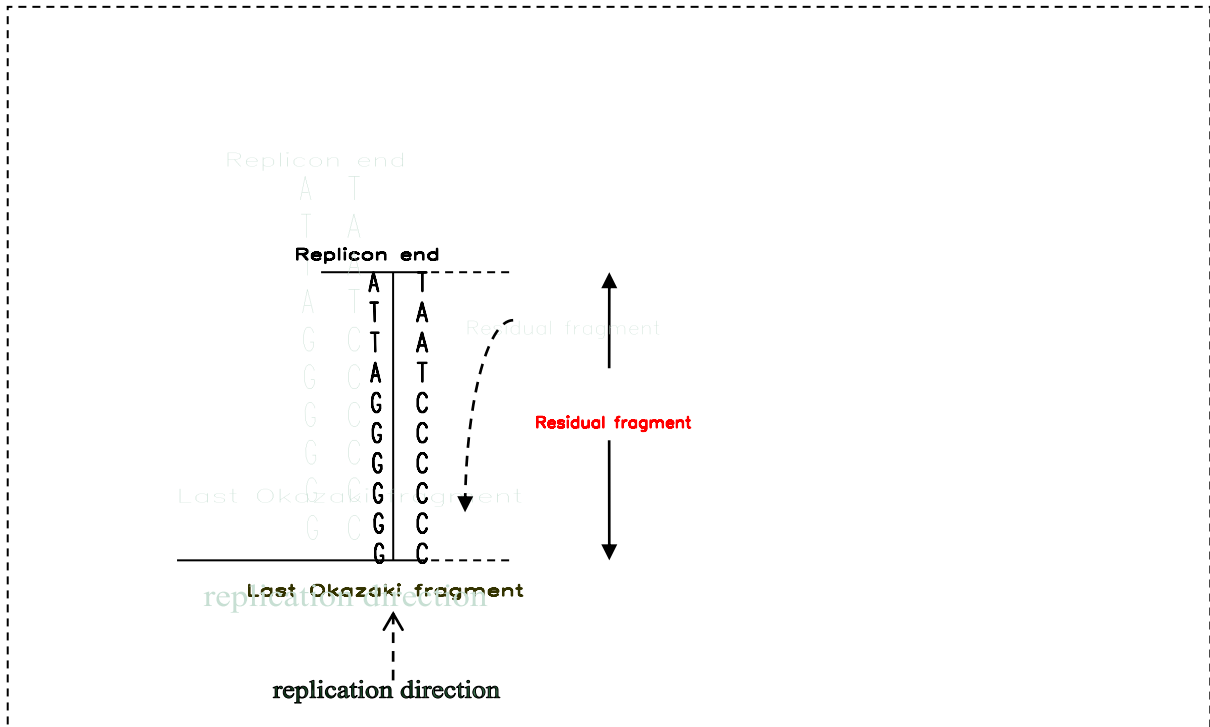 Replicon end
A T
T A
T A
A T
G C
G C
G C
G C
G C
G C
Last Okazaki fragment
replication direction
Residual fragment
Replicon end
A T
T A
T A
A T
G C
G C
G C
G C
G C
G C
Residual fragment
Last Okazaki fragment
replication direction